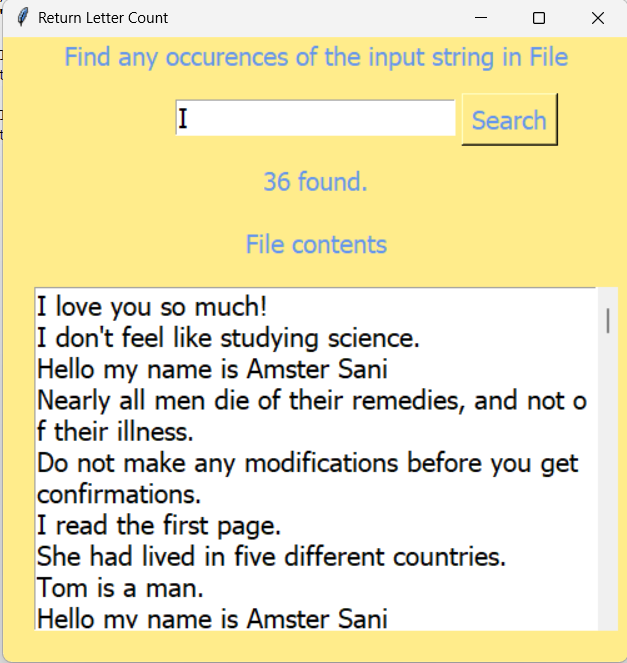 Return Letter Count
Find any occurences of the input string in File
I
Search
36 found.
File contents
I love you so much!
I don't feel like studying science.
Hello my name is Amster Sani
Nearly all men die of their remedies, and not o
f their illness.
Do not make any modifications before you get
confirmations.
I read the first page.
She had lived in five different countries.
Tom is a man.
Hello my name is Amster Sani